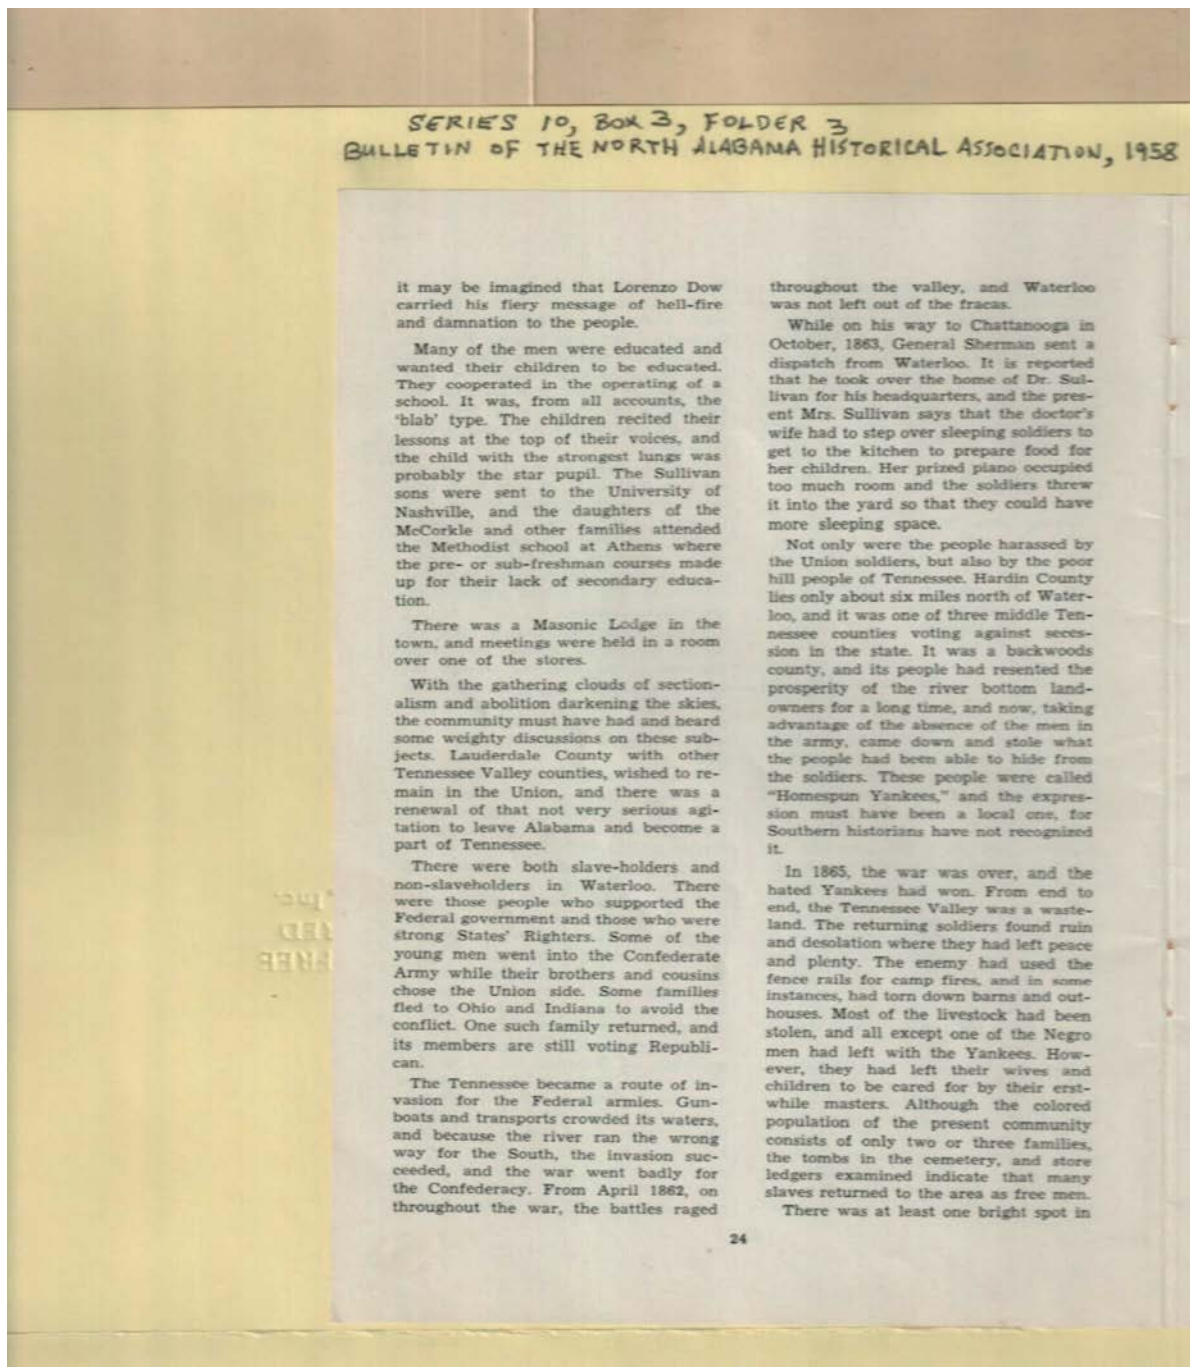 SERIES 10, BOX 3, FOLDER 3
BULLETIN OF THE NORTH ALABAMA HISTORICAL ASSOCIATION, 1958
it may be imagined that Lorenzo Dow
carried his fiery message of hell-fire
and damnation to the people.
Many of the men were educated and
wanted their children to be educated.
They cooperated in the operating of a
school. It was, from all accounts, the
'blab' type. The children recited their
lessons at the top of their voices, and
the child with the strongest lungs was
probably the star pupil. The Sullivan
sons were sent to the University of
Nashville, and the daughters of the
McCorkle and other families attended
the Methodist school at Athens where
the pre- or sub-freshman courses made
up for their lack of secondary educa-
tion.
There was a Masonic Lodge in the
town, and meetings were held in a room
over one of the stores.
With the gathering clouds of section-
alism and abolition darkening the skies,
the community must have had and heard
some weighty discussions on these sub-
jects. Lauderdale County with other
Tennessee Valley counties, wished to re-
main in the Union, and there was a
renewal of that not very serious agi-
tation to leave Alabama and become a
part of Tennessee.
There were both slave-holders and
non-slaveholders in Waterloo. There
were those people who supported the
Federal government and those who were
strong States' Righters. Some of the
young men went into the Confederate
Army while their brothers and cousins
chose the Union side. Some families
fled to Ohio and Indiana to avoid the
conflict. One such family returned, and
its members are still voting Republi-
can.
The Tennessee became a route of in-
vasion for the Federal armies. Gun-
boats and transports crowded its waters,
and because the river ran the wrong
way for the South, the invasion suc-
ceeded, and the war went badly for
the Confederacy. From April 1862, on
throughout the war, the battles raged
throughout the valley, and Waterloo
was not left out of the fracas.
While on his way to Chattanooga in
October, 1863, General Sherman sent a
dispatch from Waterloo. It is reported
that he took over the home of Dr. Sul-
livan for his headquarters, and the pres-
ent Mrs. Sullivan says that the doctor's
wife had to step over sleeping soldiers to
get to the kitchen to prepare food for
her children. Her prized piano occupied
too much room and the soldiers threw
it into the yard so that they could have
more sleeping space.
Not only were the people harassed by
the Union soldiers, but also by the poor
hill people of Tennessee. Hardin County
lies only about six miles north of Water-
loo, and it was one of three middle Ten-
nessee counties voting against seces-
sion in the state. It was a backwoods
county, and its people had resented the
prosperity of the river bottom land-
owners for a long time, and now, taking
advantage of the absence of the men in
the army, came down and stole what
the people had been able to hide from
the soldiers. These people were called
"Homespun Yankees," and the expres-
sion must have been a local one, for
Southern historians have not recognized
it.
In 1865, the war was over, and the
hated Yankees had won. From end to
end, the Tennessee Valley was a waste-
land. The returning soldiers found ruin
and desolation where they had left peace
and plenty. The enemy had used the
fence rails for camp fires, and in some
instances, had torn down barns and out-
houses. Most of the livestock had been
stolen, and all except one of the Negro
men had left with the Yankees. How-
ever, they had left their wives and
children to be cared for by their erst-
while masters. Although the colored
population of the present community
consists of only two or three families,
the tombs in the cemetery, and store
ledgers examined indicate that many
slaves returned to the area as free men.
There was at least one bright spot in
24